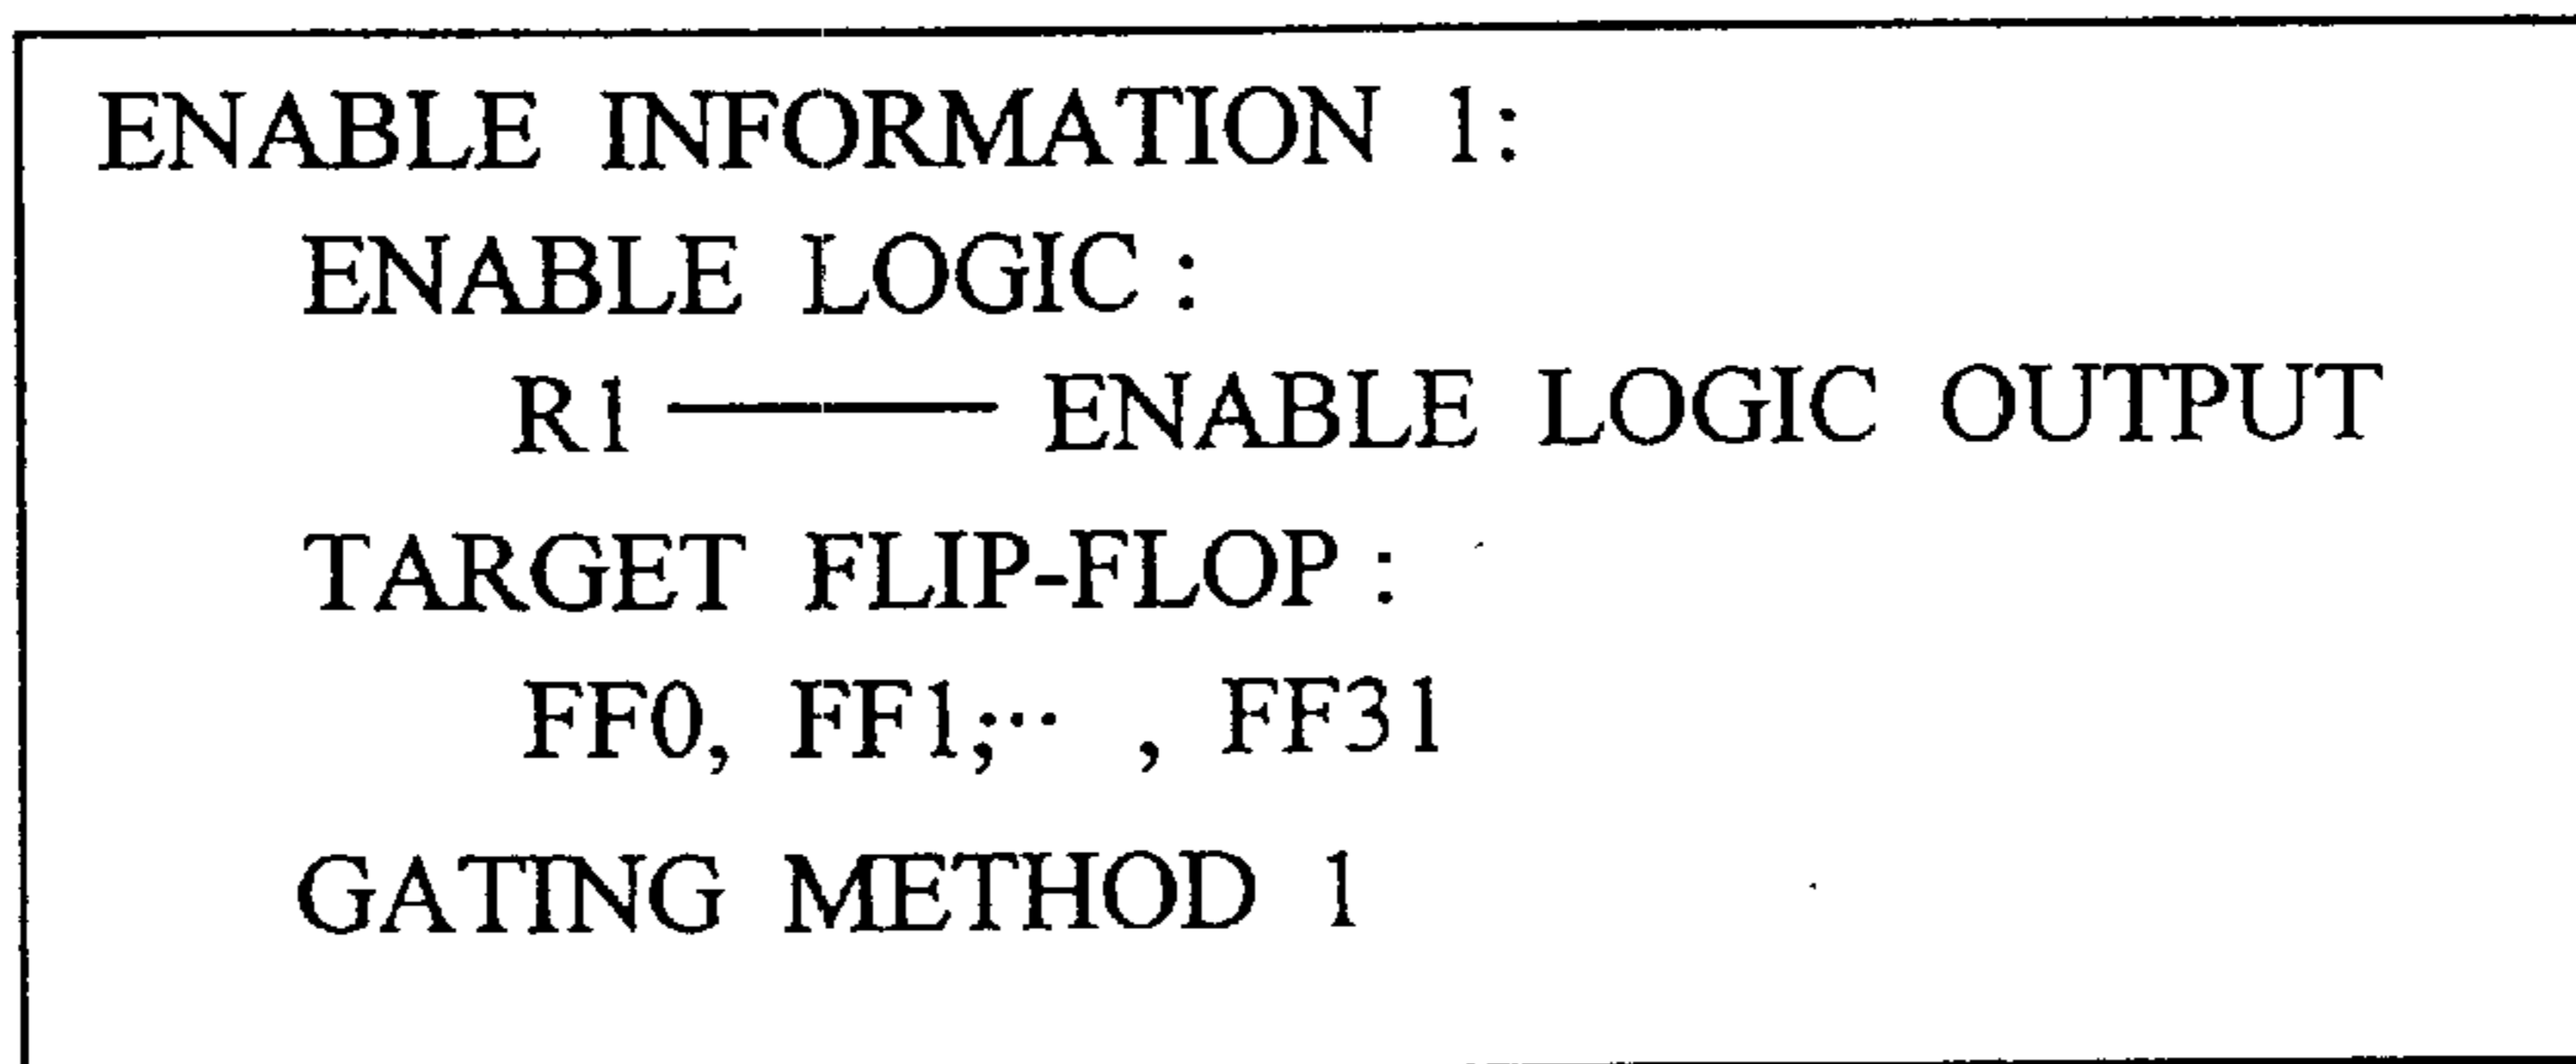 ENABLE INFORMATION 1:
ENABLE LOGIC :
R1 ——— ENABLE LOGIC OUTPUT
TARGET FLIP-FLOP :
FF0, FF1;··· , FF31
GATING METHOD 1